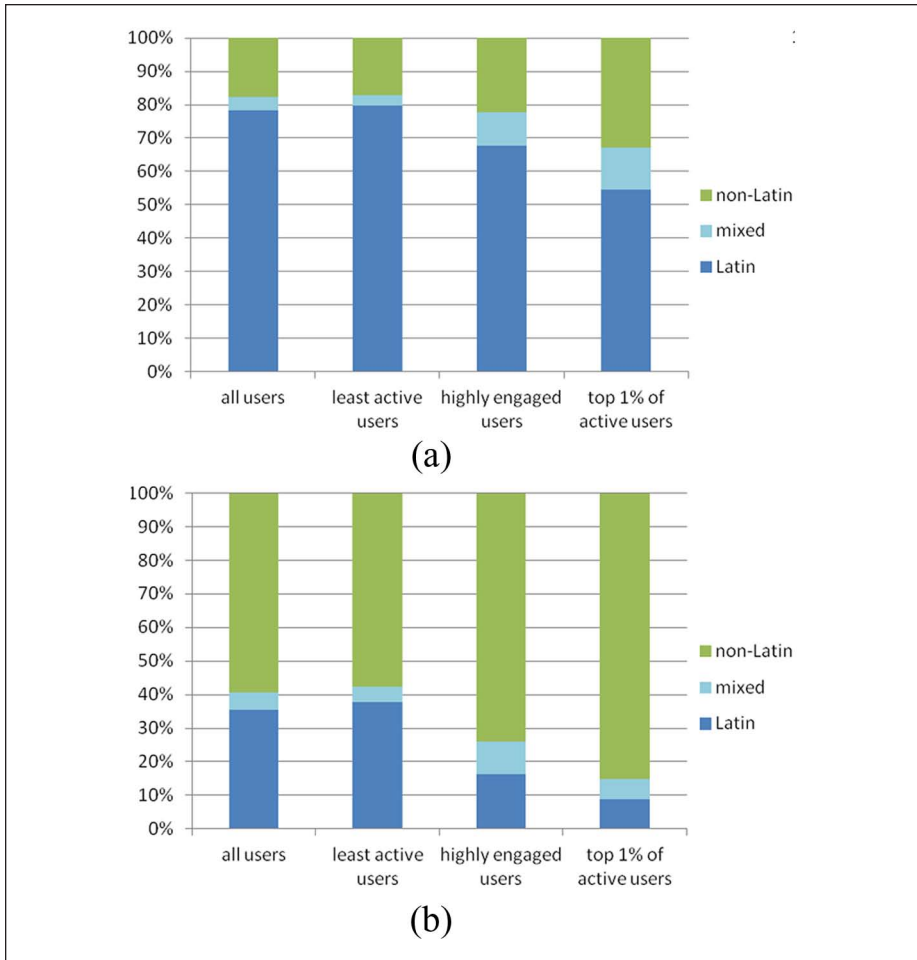 100%
90%
80%
70%
60%
50%
40%
30%
20%
10%
0%
all users
least active
users
highly engaged
users
top 1% of
active users
non-Latin
mixed
Latin
(a)
100%
90%
80%
70%
60%
50%
40%
30%
20%
10%
0%
all users
least active
users
highly engaged
users
top 1% of
active users
non-Latin
mixed
Latin
(b)